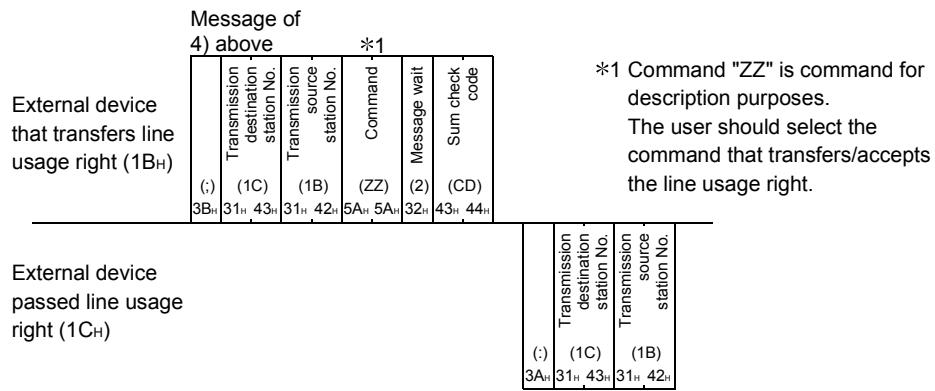 Message of
4) above
*1
External device
that transfers line
usage right (1BH)
Transmission
destination
station No.
Transmission
source
station No.
Command
Message wait
Sum check
code
(;) (1C) (1B) (ZZ) (2) (CD)
3BH 31H 43H 31H 42H 5AH 5AH 32H 43H 44H
*1 Command "ZZ" is command for
description purposes.
The user should select the
command that transfers/accepts
the line usage right.
External device
passed line usage
right (1CH)
Transmission
destination
station No.
Transmission
source
station No.
(:) (1C) (1B)
3AH 31H 43H 31H 42H